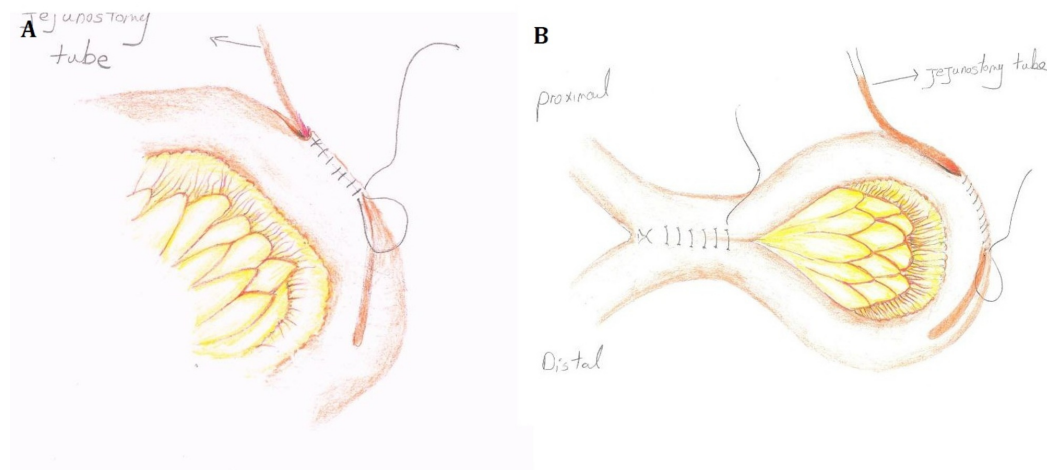 A
Jejunostomy
tube
B
proximal
Jejunostomy tube
Distal